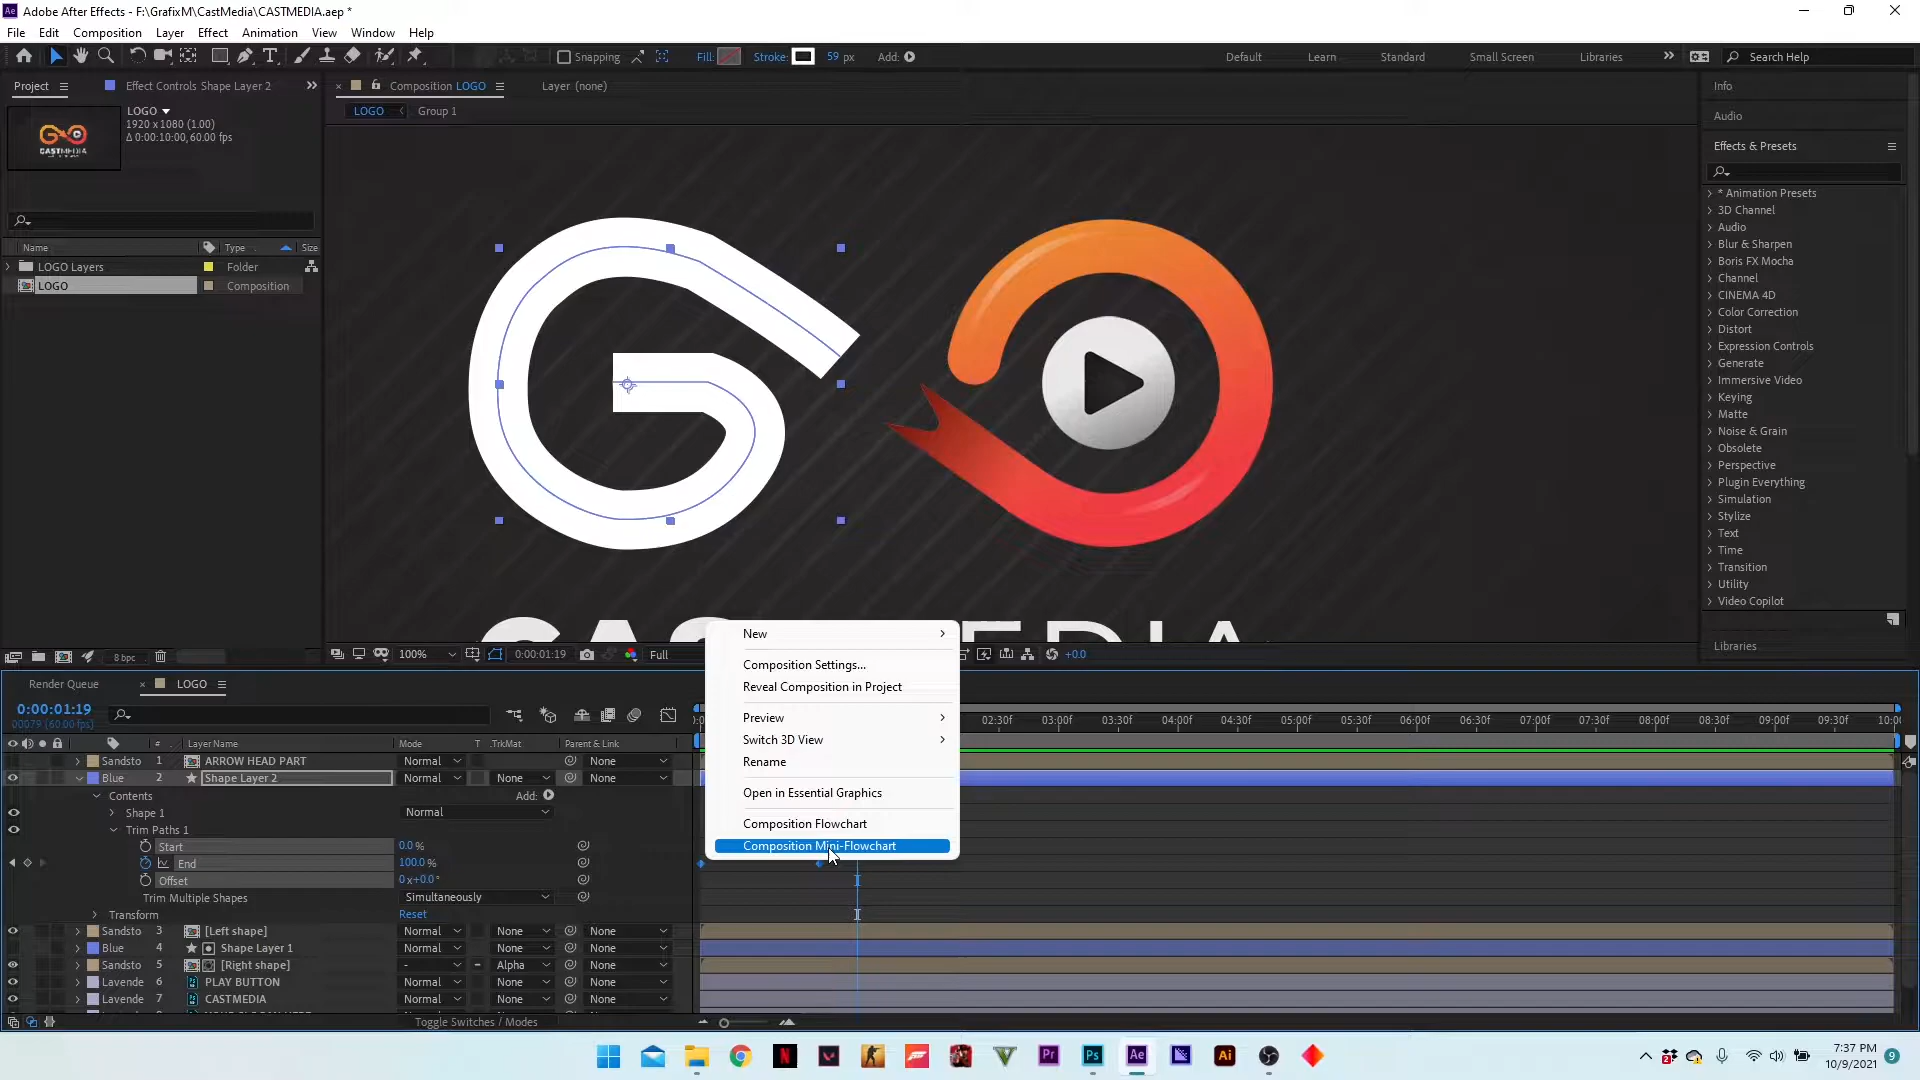 Adobe After Effects - F:\GrafixM\CastMedia\CASTMEDIA.aep *
File Edit Composition Layer Effect Animation View Window Help
Snapping Fill: Stroke: 59 px Add: Default Learn Standard Small Screen Libraries Search Help
Project Effect Controls Shape Layer 2 Composition LOGO Layer (none) Info
LOGO
1920 x 1080 (1.00)
Δ 0:00:10:00, 60.00 fps
LOGO Group 1
Audio
Effects & Presets
Name Type Size
LOGO Layers Folder
LOGO Composition
* Animation Presets
3D Channel
Audio
Blur & Sharpen
Boris FX Mocha
Channel
CINEMA 4D
Color Correction
Distort
Expression Controls
Generate
Immersive Video
Keying
Matte
Noise & Grain
Obsolete
Perspective
Plugin Everything
Simulation
Stylize
Text
Time
Transition
Utility
Video Copilot
Libraries
CASTMEDIA
8 bpc 100% 0:00:01:19 Full +0.0
New
Composition Settings...
Reveal Composition in Project
Preview
Switch 3D View
Rename
Open in Essential Graphics
Composition Flowchart
Composition Mini-Flowchart
Render Queue LOGO
0:00:01:19
00079 (60.00 fps)
02:30f 03:00f 03:30f 04:00f 04:30f 05:00f 05:30f 06:00f 06:30f 07:00f 07:30f 08:00f 08:30f 09:00f 09:30f 10:00
# Layer Name Mode T .TrkMat Parent & Link
Sandsto 1 ARROW HEAD PART Normal None
Blue 2 Shape Layer 2 Normal None None
Contents Add:
Shape 1 Normal
Trim Paths 1
Start 0.0 %
End 100.0 %
Offset 0 x+0.0 °
Trim Multiple Shapes Simultaneously
Transform Reset
Sandsto 3 [Left shape] Normal None None
Blue 4 Shape Layer 1 Normal None None
Sandsto 5 [Right shape] - Alpha None
Lavende 6 PLAY BUTTON Normal None None
Lavende 7 CASTMEDIA Normal None None
Toggle Switches / Modes
7:37 PM
10/9/2021
9